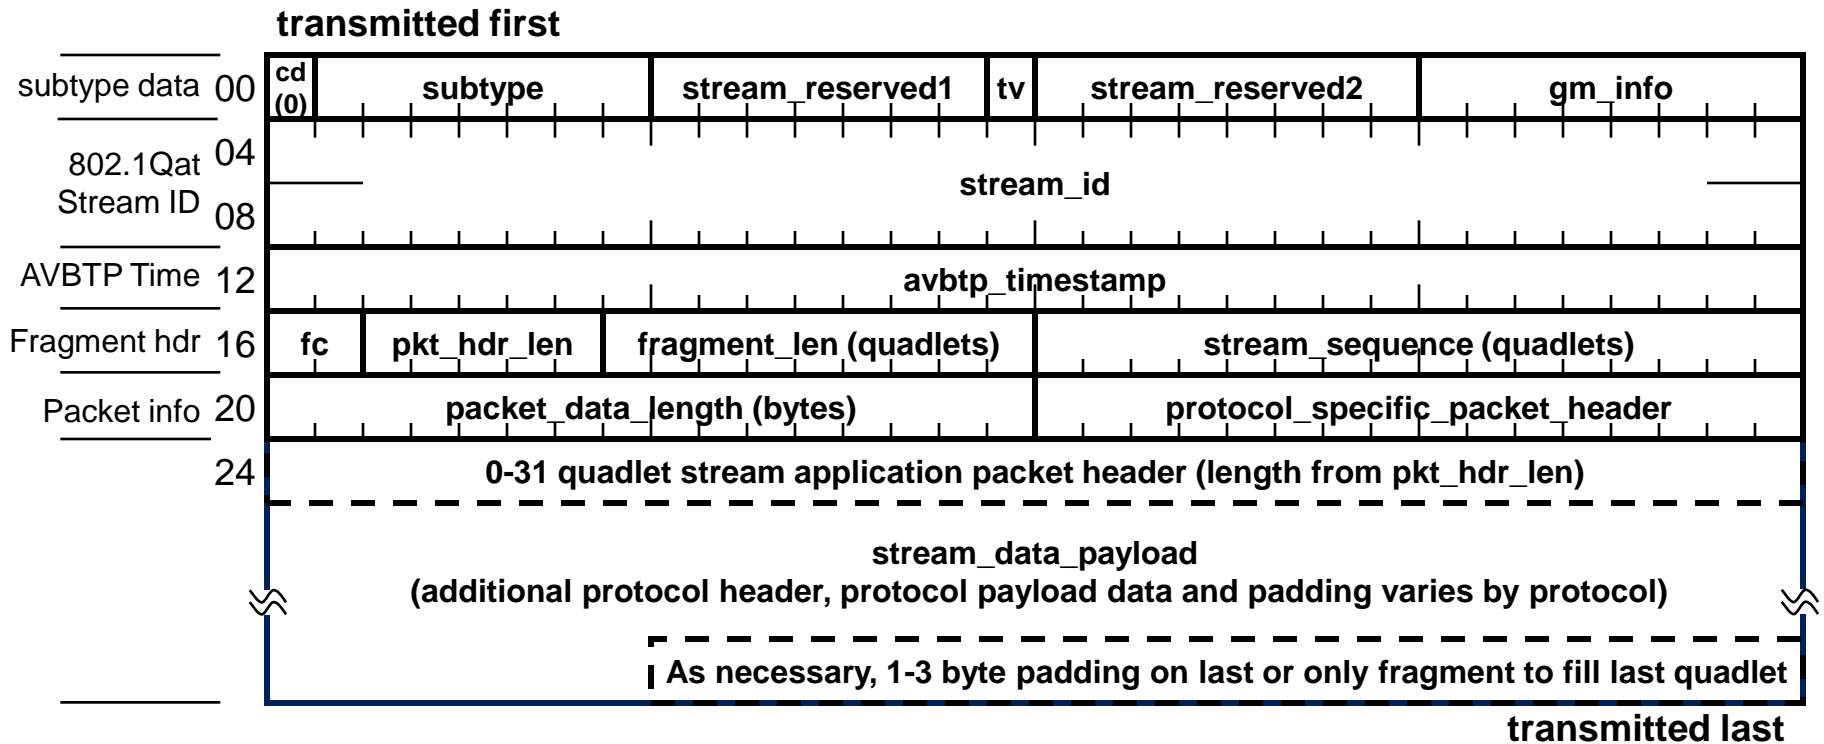 transmitted first
subtype data 00 cd (0) subtype stream_reserved1 tv stream_reserved2 gm_info
802.1Qat Stream ID
04
stream_id
08
AVBTP Time 12 avbtp_timestamp
Fragment hdr 16 fc pkt_hdr_len fragment_len (quadlets) stream_sequence (quadlets)
Packet info 20 packet_data_length (bytes) protocol_specific_packet_header
24 0-31 quadlet stream application packet header (length from pkt_hdr_len)
stream_data_payload
(additional protocol header, protocol payload data and padding varies by protocol)
As necessary, 1-3 byte padding on last or only fragment to fill last quadlet
transmitted last